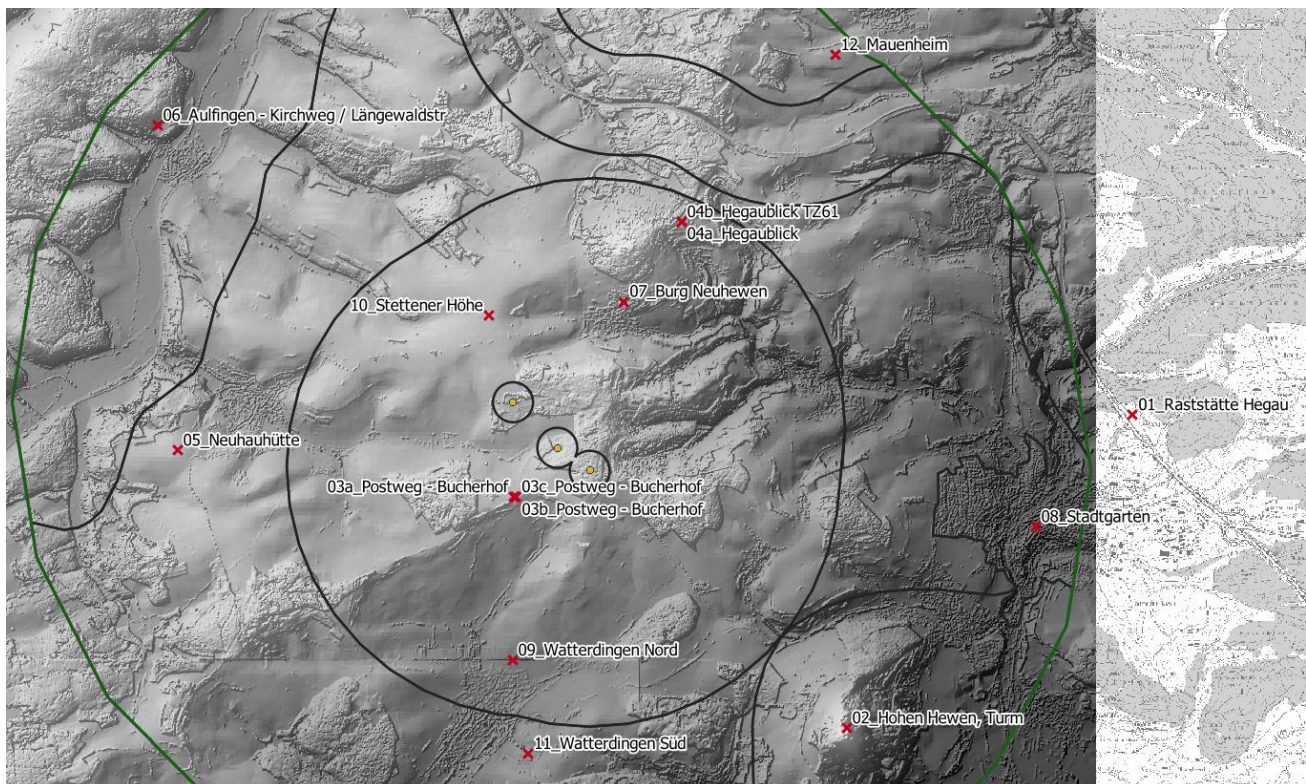 12_Mauenheim
06_Aulfingen - Kirchweg / Längewaldstr
04b_Hegaublick TZ61
04a_Hegaublick
07_Burg Neuhewen
10_Stettener Höhe
01_Raststätte Hegau
05_Neuhauhütte
03a_Postweg - Bucherhof
03c_Postweg - Bucherhof
03b_Postweg - Bucherhof
08_Stadtgarten
09_Watterdingen Nord
02_Hohen Hewen, Turm
11_Watterdingen Süd